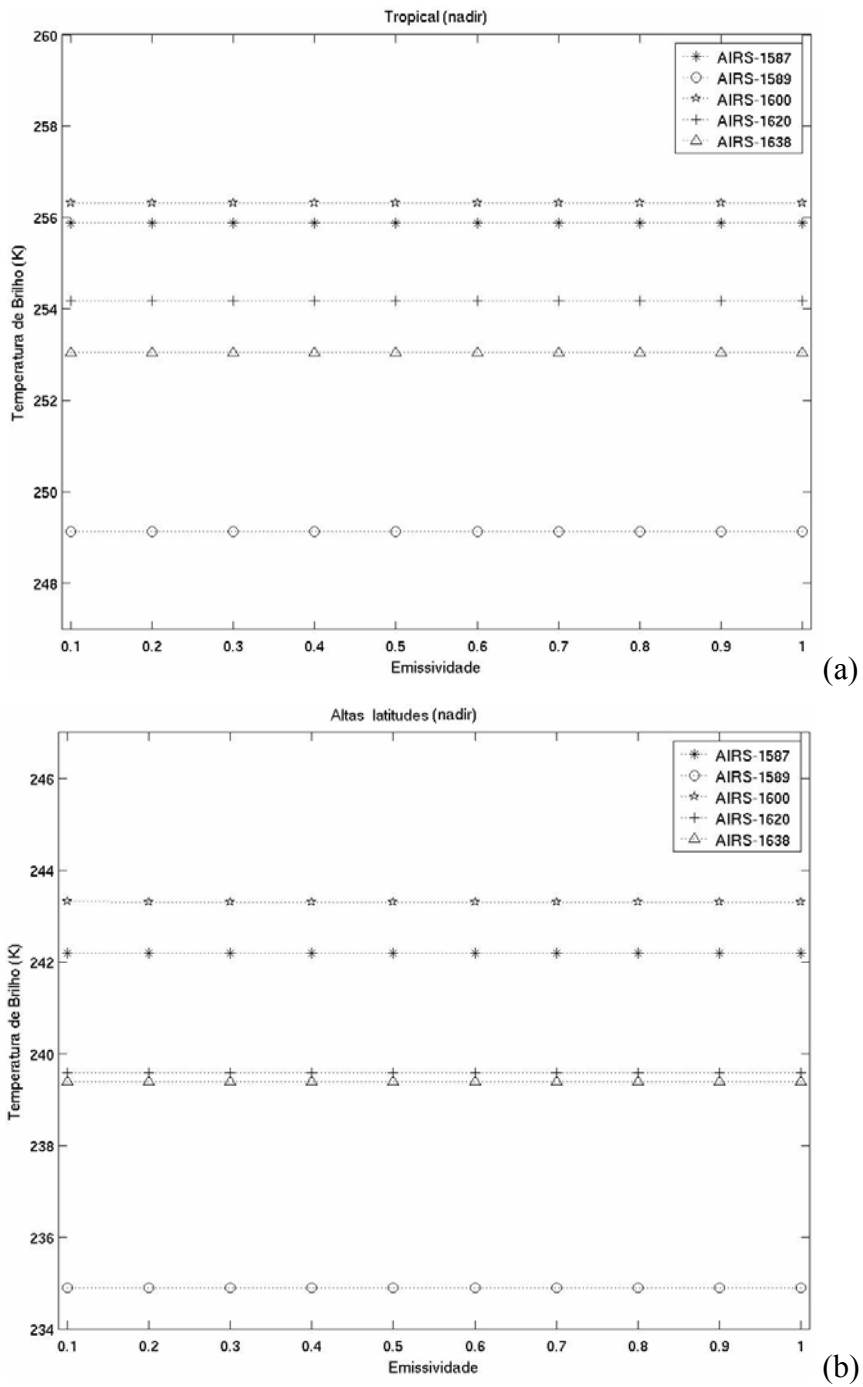 Tropical (nadir)
260
258
256
254
252
250
248
Temperatura de Brilho (K)
AIRS-1587
AIRS-1589
AIRS-1600
AIRS-1620
AIRS-1638
0.1 0.2 0.3 0.4 0.5 0.6 0.7 0.8 0.9 1
Emissividade
(a)
Altas latitudes (nadir)
246
244
242
240
238
236
234
Temperatura de Brilho (K)
AIRS-1587
AIRS-1589
AIRS-1600
AIRS-1620
AIRS-1638
0.1 0.2 0.3 0.4 0.5 0.6 0.7 0.8 0.9 1
Emissividade
(b)